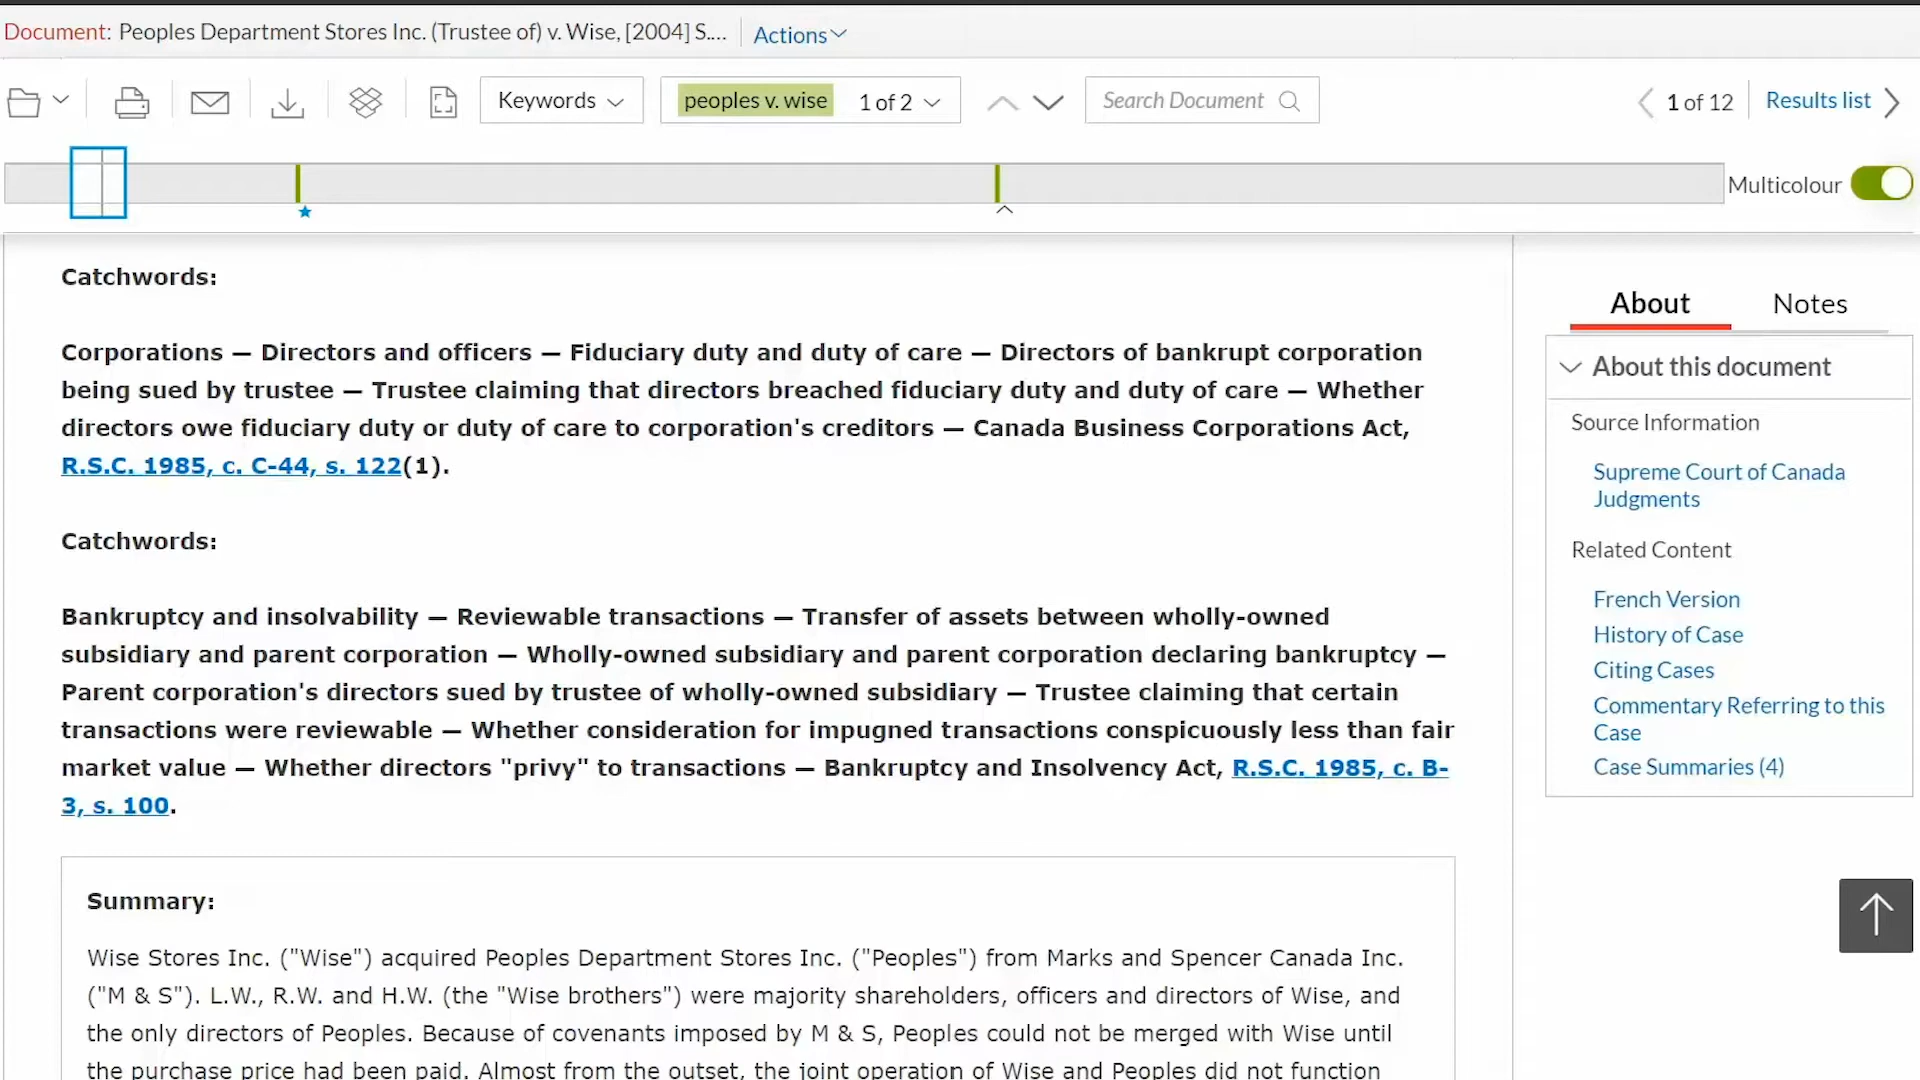 Document: Peoples Department Stores Inc. (Trustee of) v. Wise, [2004] S.... Actions
Keywords peoples v. wise 1 of 2 Search Document 1 of 12 Results list
Multicolour
Catchwords:
Corporations — Directors and officers — Fiduciary duty and duty of care — Directors of bankrupt corporation
being sued by trustee — Trustee claiming that directors breached fiduciary duty and duty of care — Whether
directors owe fiduciary duty or duty of care to corporation's creditors — Canada Business Corporations Act,
R.S.C. 1985, c. C-44, s. 122(1).
Catchwords:
Bankruptcy and insolvability — Reviewable transactions — Transfer of assets between wholly-owned
subsidiary and parent corporation — Wholly-owned subsidiary and parent corporation declaring bankruptcy —
Parent corporation's directors sued by trustee of wholly-owned subsidiary — Trustee claiming that certain
transactions were reviewable — Whether consideration for impugned transactions conspicuously less than fair
market value — Whether directors "privy" to transactions — Bankruptcy and Insolvency Act, R.S.C. 1985, c. B-
3, s. 100.
Summary:
Wise Stores Inc. ("Wise") acquired Peoples Department Stores Inc. ("Peoples") from Marks and Spencer Canada Inc.
("M & S"). L.W., R.W. and H.W. (the "Wise brothers") were majority shareholders, officers and directors of Wise, and
the only directors of Peoples. Because of covenants imposed by M & S, Peoples could not be merged with Wise until
the purchase price had been paid. Almost from the outset, the joint operation of Wise and Peoples did not function
About Notes
About this document
Source Information
Supreme Court of Canada
Judgments
Related Content
French Version
History of Case
Citing Cases
Commentary Referring to this
Case
Case Summaries (4)